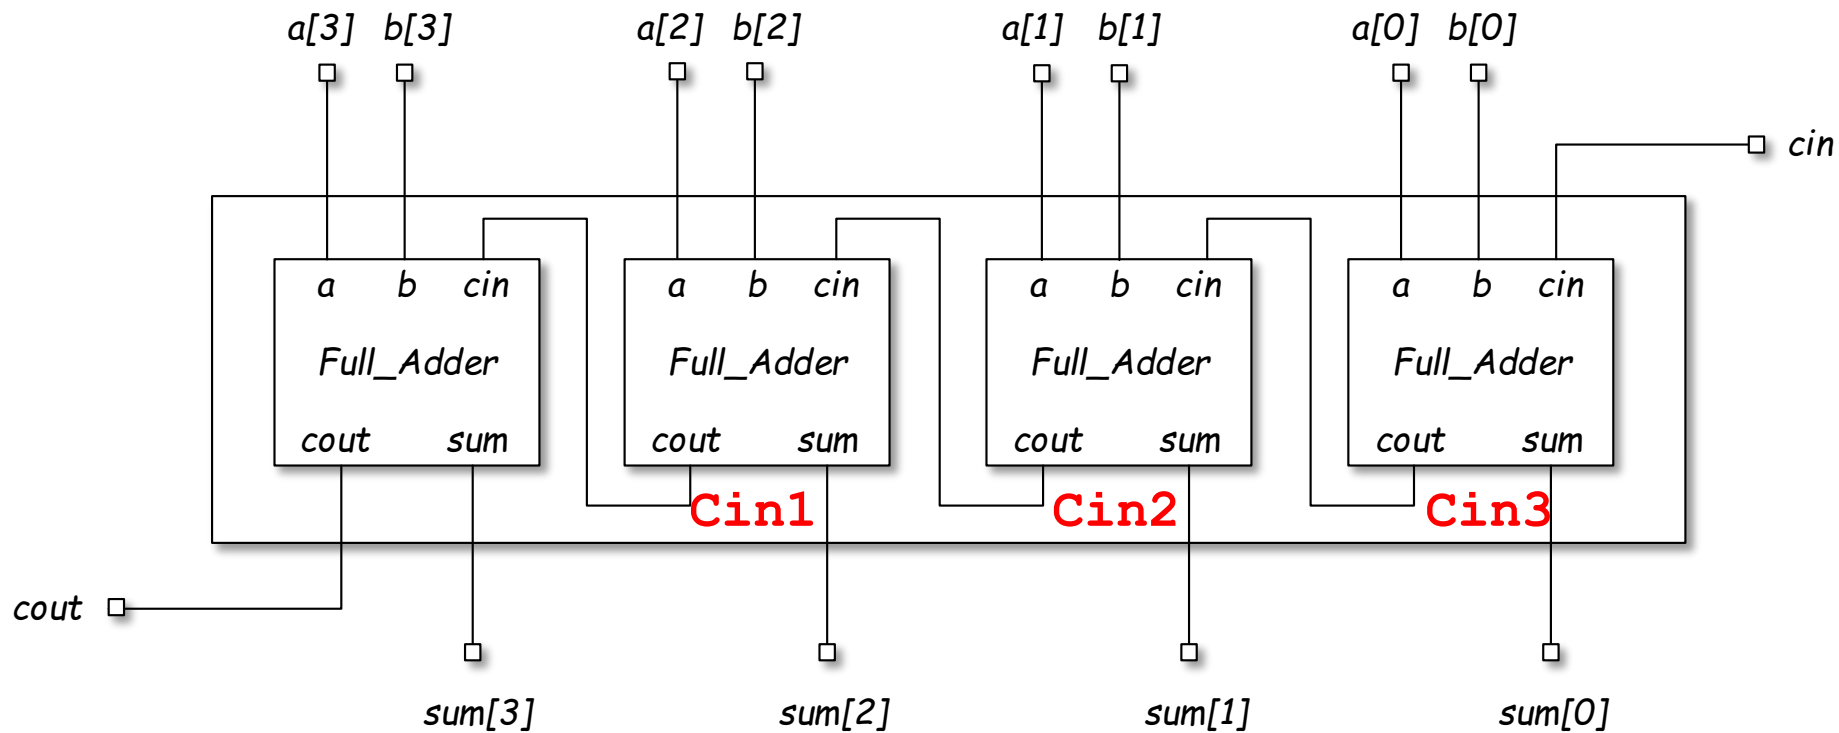 a[3] b[3] a[2] b[2] a[1] b[1] a[0] b[0]
cin
a b cin a b cin a b cin a b cin
Full_Adder Full_Adder Full_Adder Full_Adder
cout sum cout sum cout sum cout sum
Cin1 Cin2 Cin3
cout
sum[3] sum[2] sum[1] sum[0]